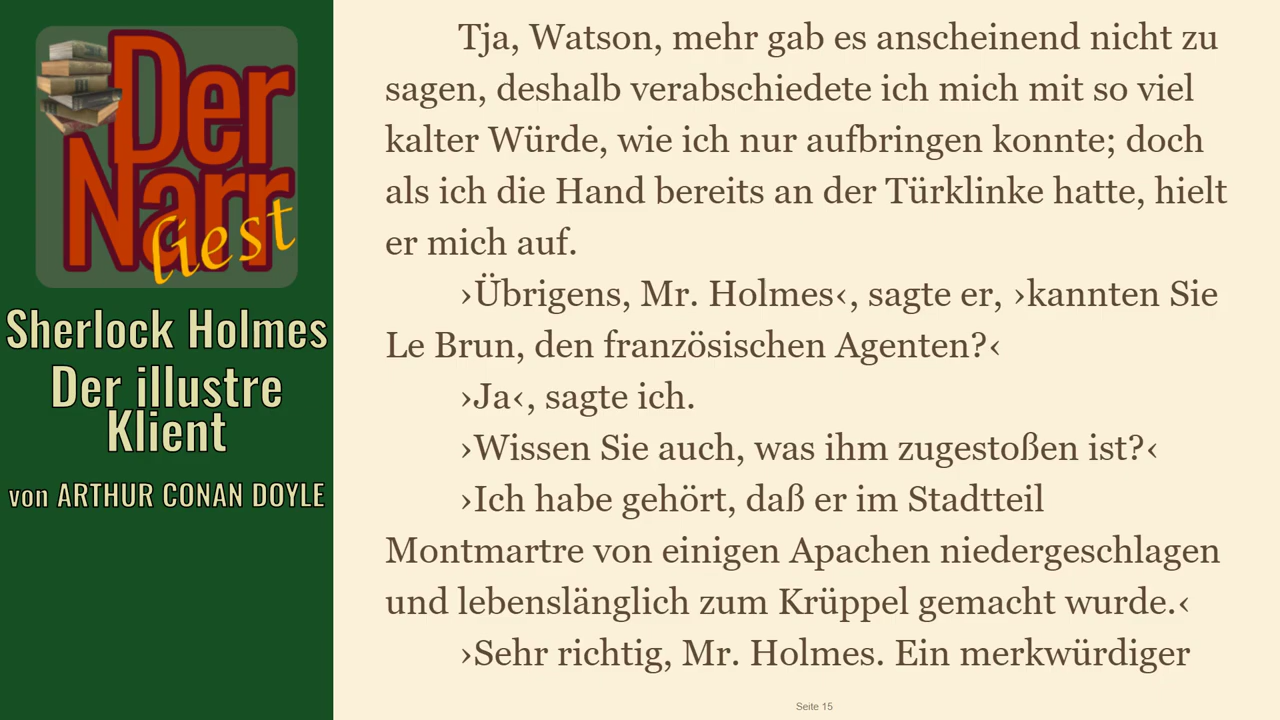 Der
Narr
liest
Sherlock Holmes
Der illustre
Klient
von ARTHUR CONAN DOYLE
Tja, Watson, mehr gab es anscheinend nicht zu
sagen, deshalb verabschiedete ich mich mit so viel
kalter Würde, wie ich nur aufbringen konnte; doch
als ich die Hand bereits an der Türklinke hatte, hielt
er mich auf.
›Übrigens, Mr. Holmes‹, sagte er, ›kannten Sie
Le Brun, den französischen Agenten?‹
›Ja‹, sagte ich.
›Wissen Sie auch, was ihm zugestoßen ist?‹
›Ich habe gehört, daß er im Stadtteil
Montmartre von einigen Apachen niedergeschlagen
und lebenslänglich zum Krüppel gemacht wurde.‹
›Sehr richtig, Mr. Holmes. Ein merkwürdiger
Seite 15